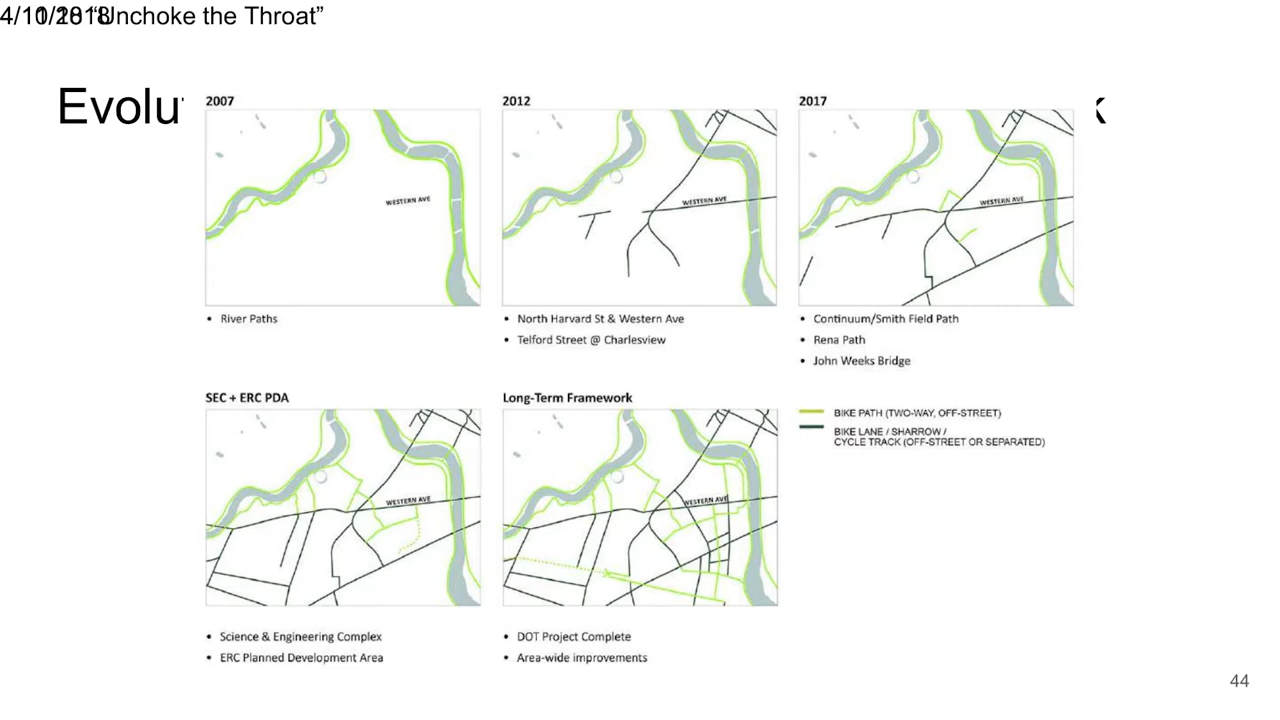 “Unchoke the Throat”
2007
2012
2017
WESTERN AVE
WESTERN AVE
WESTERN AVE
• River Paths
• North Harvard St & Western Ave
• Telford Street @ Charlesview
• Continuum/Smith Field Path
• Rena Path
• John Weeks Bridge
SEC + ERC PDA
Long-Term Framework
BIKE PATH (TWO-WAY, OFF-STREET)
BIKE LANE / SHARROW /
CYCLE TRACK (OFF-STREET OR SEPARATED)
WESTERN AVE
WESTERN AVE
• Science & Engineering Complex
• ERC Planned Development Area
• DOT Project Complete
• Area-wide improvements
44